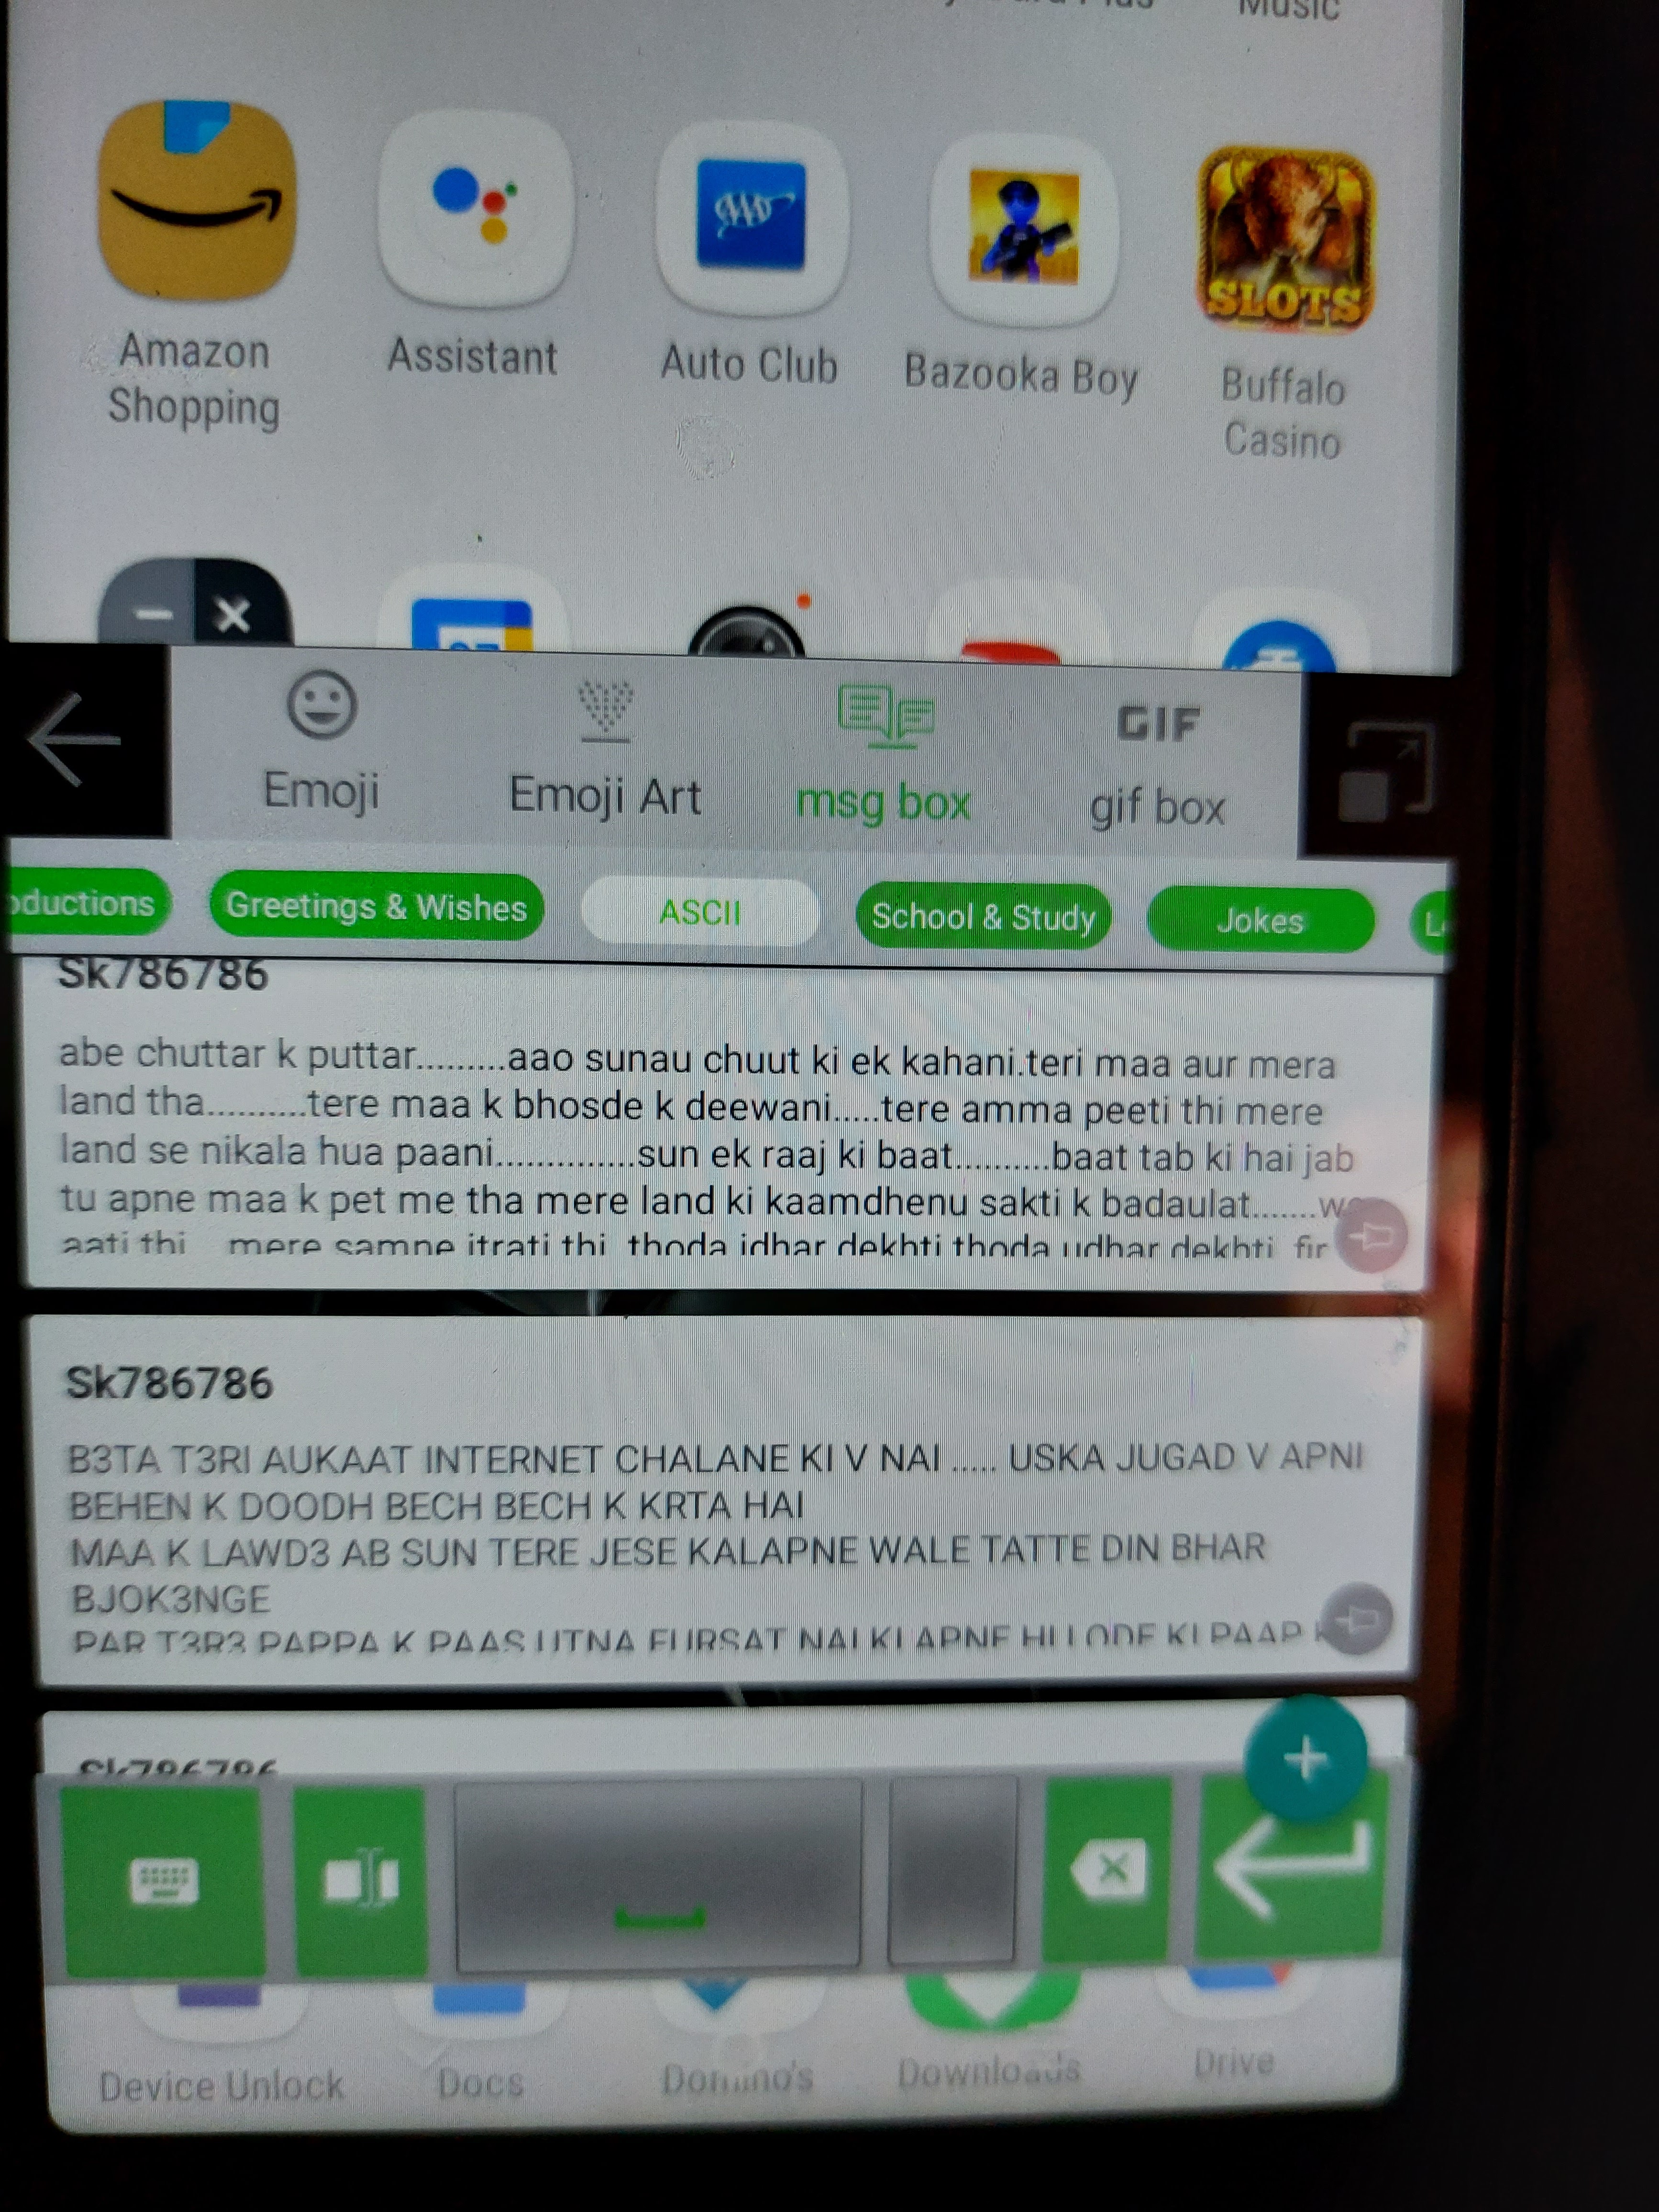 Music
Amazon
Shopping
Assistant
Auto Club
Bazooka Boy
Buffalo
Casino
SLOTS
Emoji
Emoji Art
msg box
GIF
gif box
oductions
Greetings & Wishes
ASCII
School & Study
Jokes
Sk786786
abe chuttar k puttar.........aao sunau chuut ki ek kahani.teri maa aur mera
land tha..........tere maa k bhosde k deewani.....tere amma peeti thi mere
land se nikala hua paani..............sun ek raaj ki baat..........baat tab ki hai jab
tu apne maa k pet me tha mere land ki kaamdhenu sakti k badaulat.......
aati thi mere samne itrati thi thoda idhar dekhti thoda udhar dekhti fir
Sk786786
B3TA T3RI AUKAAT INTERNET CHALANE KI V NAI ..... USKA JUGAD V APNI
BEHEN K DOODH BECH BECH K KRTA HAI
MAA K LAWD3 AB SUN TERE JESE KALAPNE WALE TATTE DIN BHAR
BJOK3NGE
PAR T3R3 PAPPA K PAAS UTNA FURSAT NAI KI APNE HLLODE KI PAAP
Sk786786
Device Unlock
Docs
Domino's
Downloads
Drive